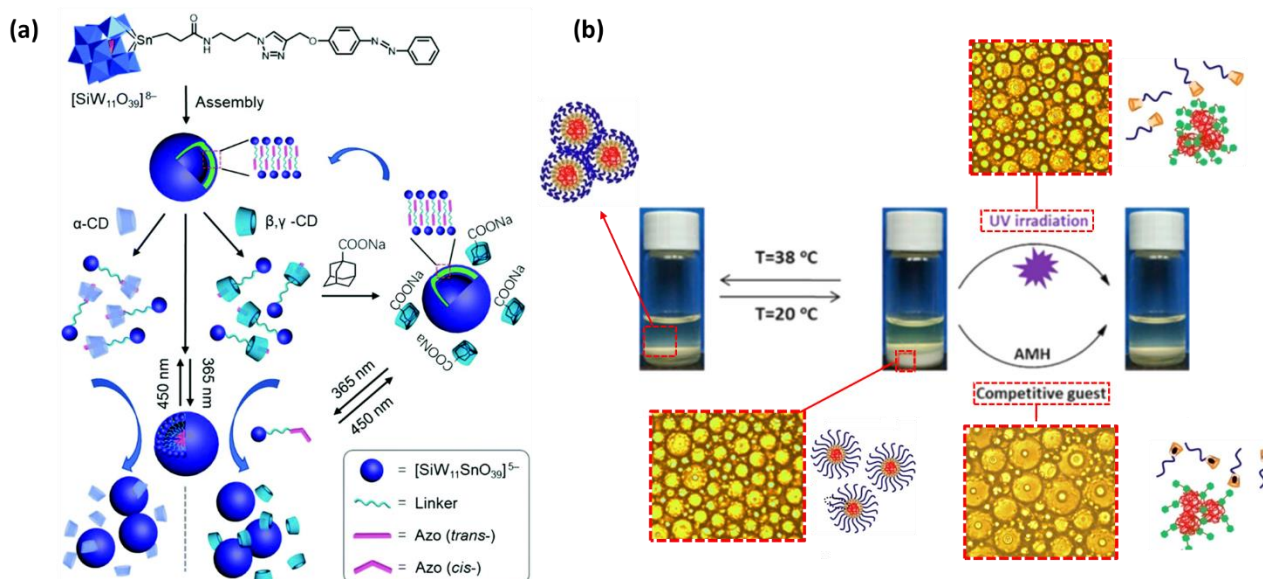 (a)
Sn
O
N
H
N
N=N
O
N=N
[SiW₁₁O₃₉]⁸⁻
Assembly
α-CD
β,γ -CD
COONa
COONa
COONa
COONa
COONa
450 nm
365 nm
365 nm
450 nm
= [SiW₁₁SnO₃₉]⁵⁻
= Linker
= Azo (trans-)
= Azo (cis-)
(b)
T=38 °C
T=20 °C
UV irradiation
AMH
Competitive guest